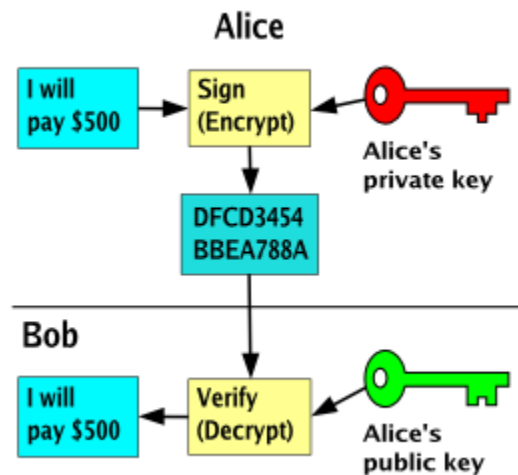 Alice
I will
pay $500
Sign
(Encrypt)
Alice's
private key
DFCD3454
BBEA788A
Bob
I will
pay $500
Verify
(Decrypt)
Alice's
public key